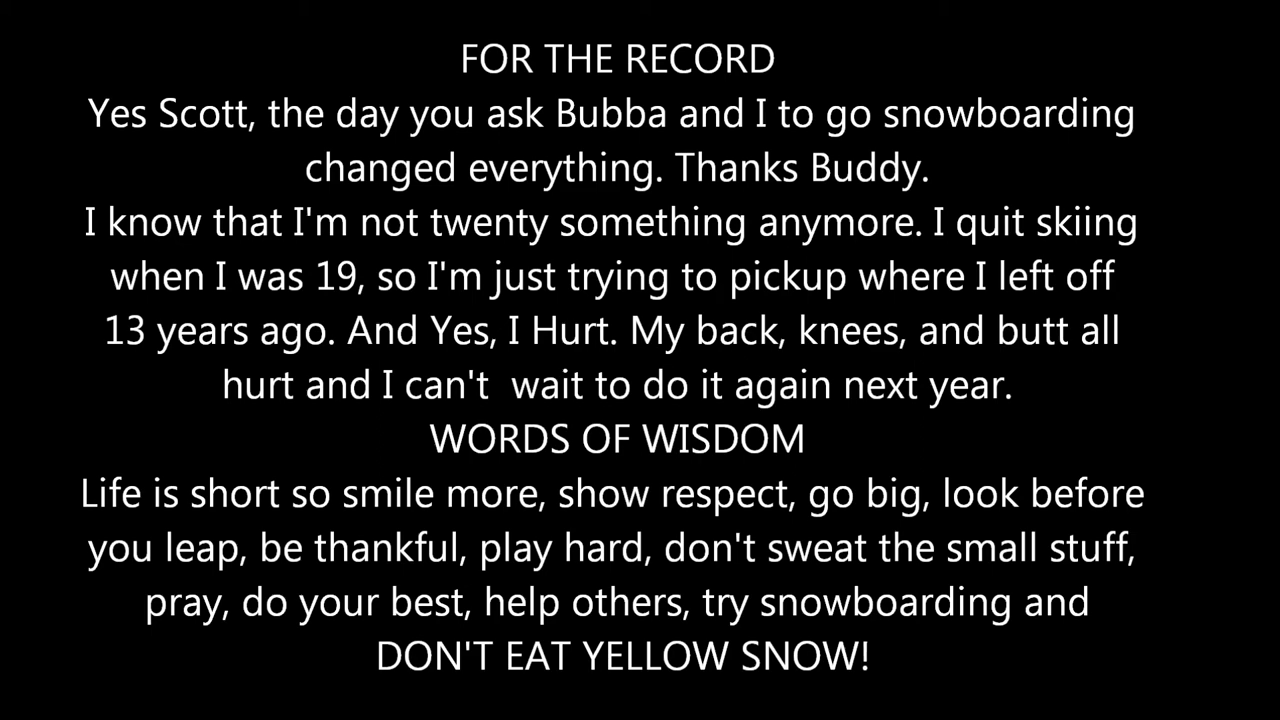 FOR THE RECORD
Yes Scott, the day you ask Bubba and I to go snowboarding
changed everything. Thanks Buddy.
I know that I'm not twenty something anymore. I quit skiing
when I was 19, so I'm just trying to pickup where I left off
13 years ago. And Yes, I Hurt. My back, knees, and butt all
hurt and I can't  wait to do it again next year.
WORDS OF WISDOM
Life is short so smile more, show respect, go big, look before
you leap, be thankful, play hard, don't sweat the small stuff,
pray, do your best, help others, try snowboarding and
DON'T EAT YELLOW SNOW!